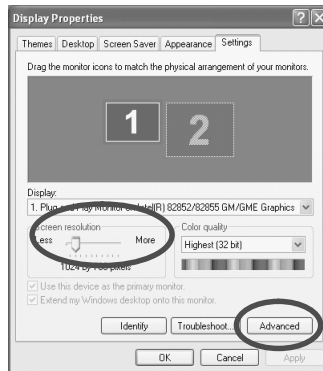 Display Properties
Themes Desktop Screen Saver Appearance Settings
Drag the monitor icons to match the physical arrangement of your monitors.
1 2
Display:
1. Plug and Play Monitor on Intel(R) 82852/82855 GM/GME Graphics
Screen resolution
Less More
1024 by 768 pixels
Color quality
Highest (32 bit)
Use this device as the primary monitor.
Extend my Windows desktop onto this monitor.
Identify Troubleshoot... Advanced
OK Cancel Apply